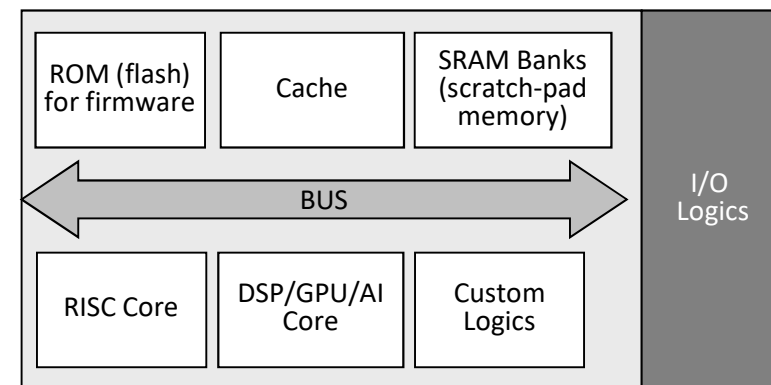 ROM (flash)
for firmware
Cache
SRAM Banks
(scratch-pad
memory)
BUS
I/O
Logics
RISC Core
DSP/GPU/AI
Core
Custom
Logics